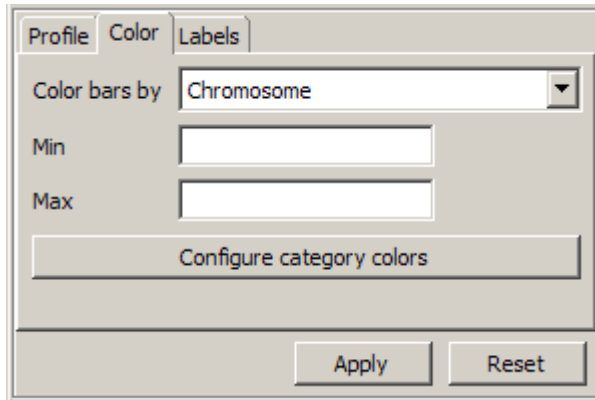 Profile Color Labels
Color bars by Chromosome
Min
Max
Configure category colors
Apply Reset